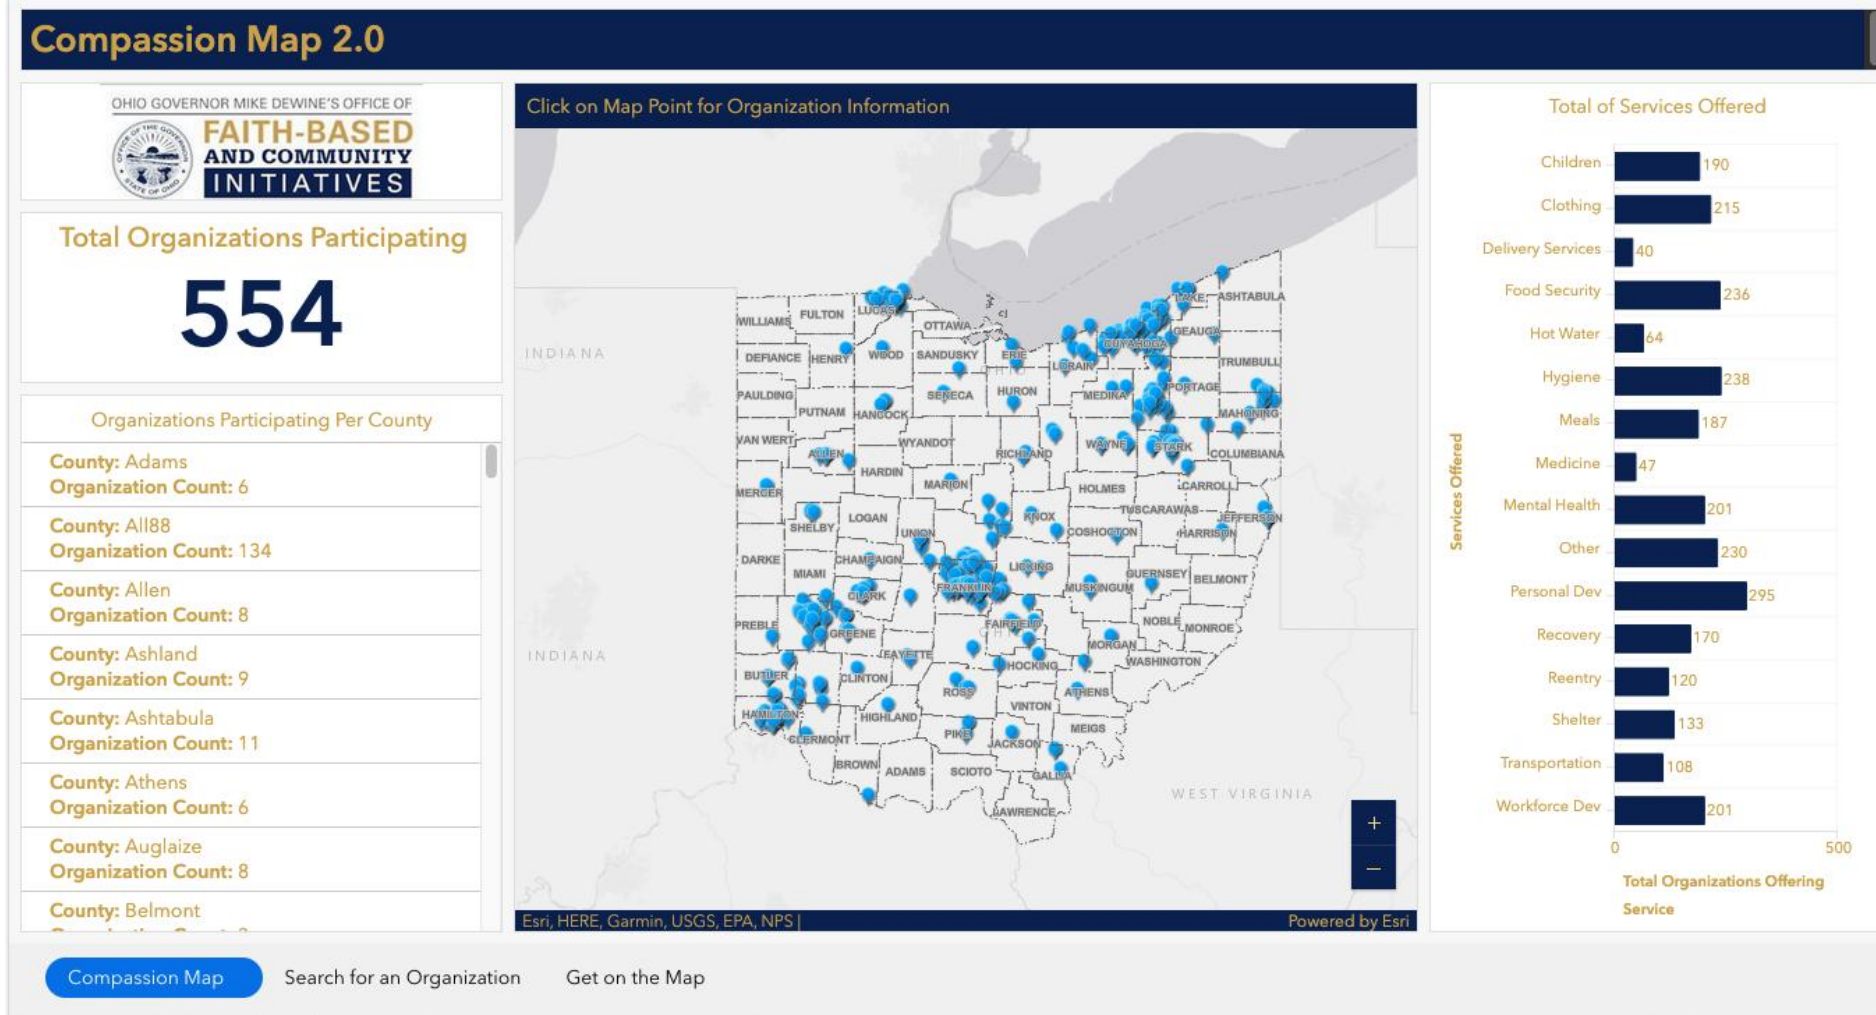 Compassion Map 2.0
OHIO GOVERNOR MIKE DEWINE'S OFFICE OF
FAITH-BASED
AND COMMUNITY
INITIATIVES
Total Organizations Participating
554
Organizations Participating Per County
County: Adams
Organization Count: 6
County: All88
Organization Count: 134
County: Allen
Organization Count: 8
County: Ashland
Organization Count: 9
County: Ashtabula
Organization Count: 11
County: Athens
Organization Count: 6
County: Auglaize
Organization Count: 8
County: Belmont
Click on Map Point for Organization Information
INDIANA
INDIANA
WEST VIRGINIA
OHIO
WILLIAMS
FULTON
LUCAS
OTTAWA
LAKE
ASHTABULA
GEAUGA
CUYAHOGA
DEFIANCE
HENRY
WOOD
SANDUSKY
ERIE
LORAIN
TRUMBULL
PAULDING
PUTNAM
HANCOCK
SENECA
HURON
MEDINA
PORTAGE
MAHONING
VAN WERT
ALLEN
WYANDOT
RICHLAND
WAYNE
STARK
COLUMBIANA
HARDIN
MERCER
MARION
HOLMES
CARROLL
SHELBY
LOGAN
UNION
KNOX
COSHOCTON
TUSCARAWAS
JEFFERSON
HARRISON
DARKE
CHAMPAIGN
MIAMI
CLARK
FRANKLIN
LICKING
MUSKINGUM
GUERNSEY
BELMONT
PREBLE
GREENE
FAIRFIELD
NOBLE
MONROE
MORGAN
FAYETTE
HOCKING
WASHINGTON
BUTLER
CLINTON
ROSS
ATHENS
VINTON
HAMILTON
HIGHLAND
PIKE
MEIGS
CLERMONT
JACKSON
BROWN
ADAMS
SCIOTO
GALLIA
LAWRENCE
+
−
Esri, HERE, Garmin, USGS, EPA, NPS |
Powered by Esri
Total of Services Offered
Services Offered
Children 190
Clothing 215
Delivery Services 40
Food Security 236
Hot Water 64
Hygiene 238
Meals 187
Medicine 47
Mental Health 201
Other 230
Personal Dev 295
Recovery 170
Reentry 120
Shelter 133
Transportation 108
Workforce Dev 201
0 500
Total Organizations Offering
Service
Compassion Map
Search for an Organization
Get on the Map